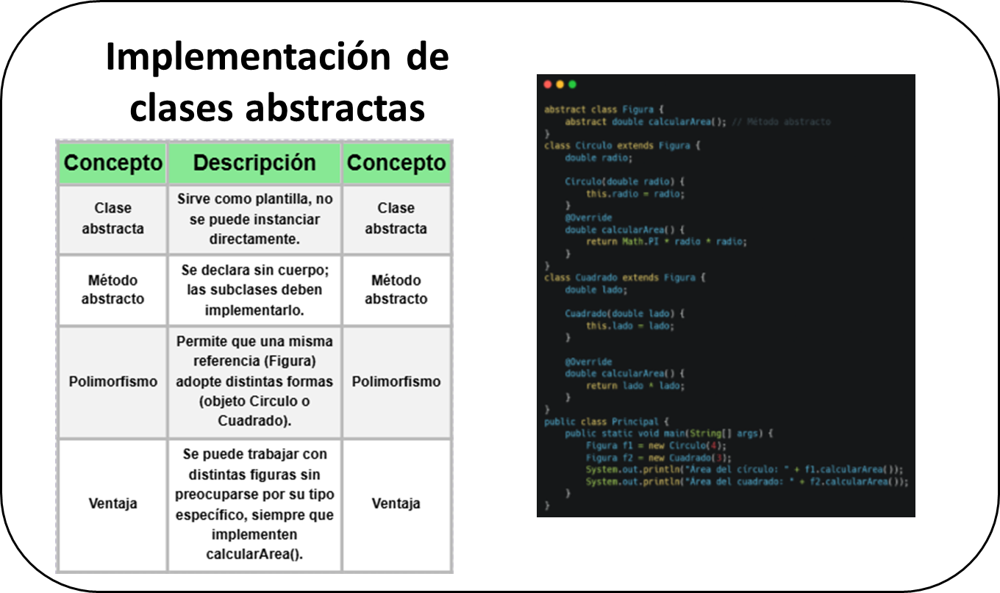 Implementación de
clases abstractas
Concepto Descripción Concepto
Clase
abstracta
Sirve como plantilla, no
se puede instanciar
directamente.
Clase
abstracta
Método
abstracto
Se declara sin cuerpo;
las subclases deben
implementarlo.
Método
abstracto
Polimorfismo
Permite que una misma
referencia (Figura)
adopte distintas formas
(objeto Circulo o
Cuadrado).
Polimorfismo
Ventaja
Se puede trabajar con
distintas figuras sin
preocuparse por su tipo
específico, siempre que
implementen
calcularArea().
Ventaja
abstract class Figura {
    abstract double calcularArea(); // Método abstracto
}
class Circulo extends Figura {
    double radio;
    Circulo(double radio) {
        this.radio = radio;
    }
    @Override
    double calcularArea() {
        return Math.PI * radio * radio;
    }
}
class Cuadrado extends Figura {
    double lado;
    Cuadrado(double lado) {
        this.lado = lado;
    }
    @Override
    double calcularArea() {
        return lado * lado;
    }
}
public class Principal {
    public static void main(String[] args) {
        Figura f1 = new Circulo(4);
        Figura f2 = new Cuadrado(3);
        System.out.println("Área del círculo: " + f1.calcularArea());
        System.out.println("Área del cuadrado: " + f2.calcularArea());
    }
}